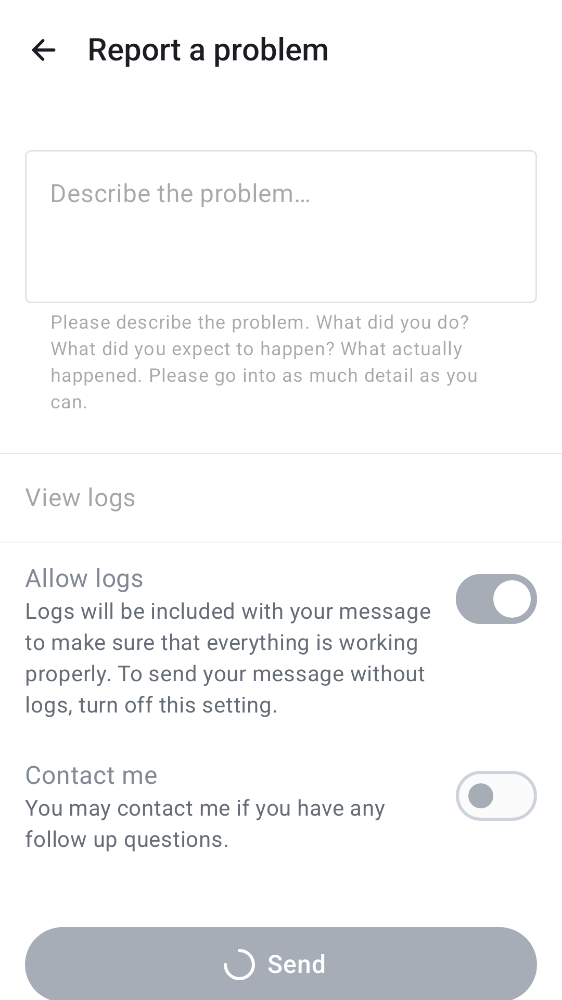 Report a problem
Describe the problem…
Please describe the problem. What did you do?
What did you expect to happen? What actually
happened. Please go into as much detail as you
can.
View logs
Allow logs
Logs will be included with your message
to make sure that everything is working
properly. To send your message without
logs, turn off this setting.
Contact me
You may contact me if you have any
follow up questions.
Send